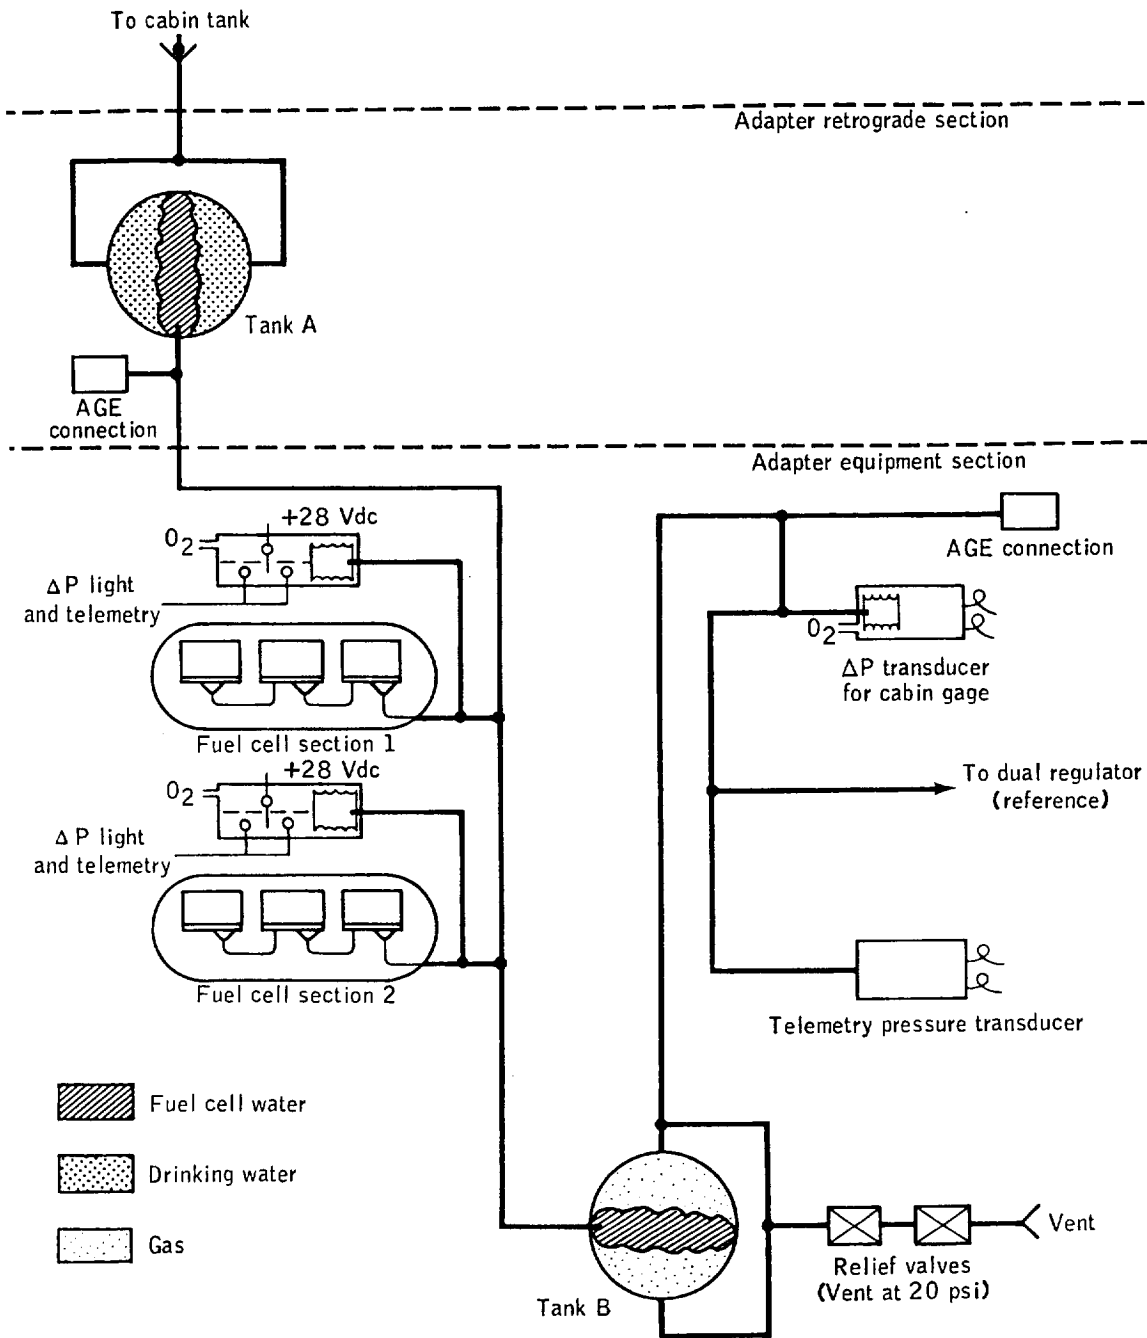 To cabin tank
Adapter retrograde section
Tank A
AGE
connection
Adapter equipment section
+28 Vdc
O2
ΔP light
and telemetry
Fuel cell section 1
+28 Vdc
O2
ΔP light
and telemetry
Fuel cell section 2
AGE connection
O2
ΔP transducer
for cabin gage
To dual regulator
(reference)
Telemetry pressure transducer
Fuel cell water
Drinking water
Gas
Tank B
Vent
Relief valves
(Vent at 20 psi)